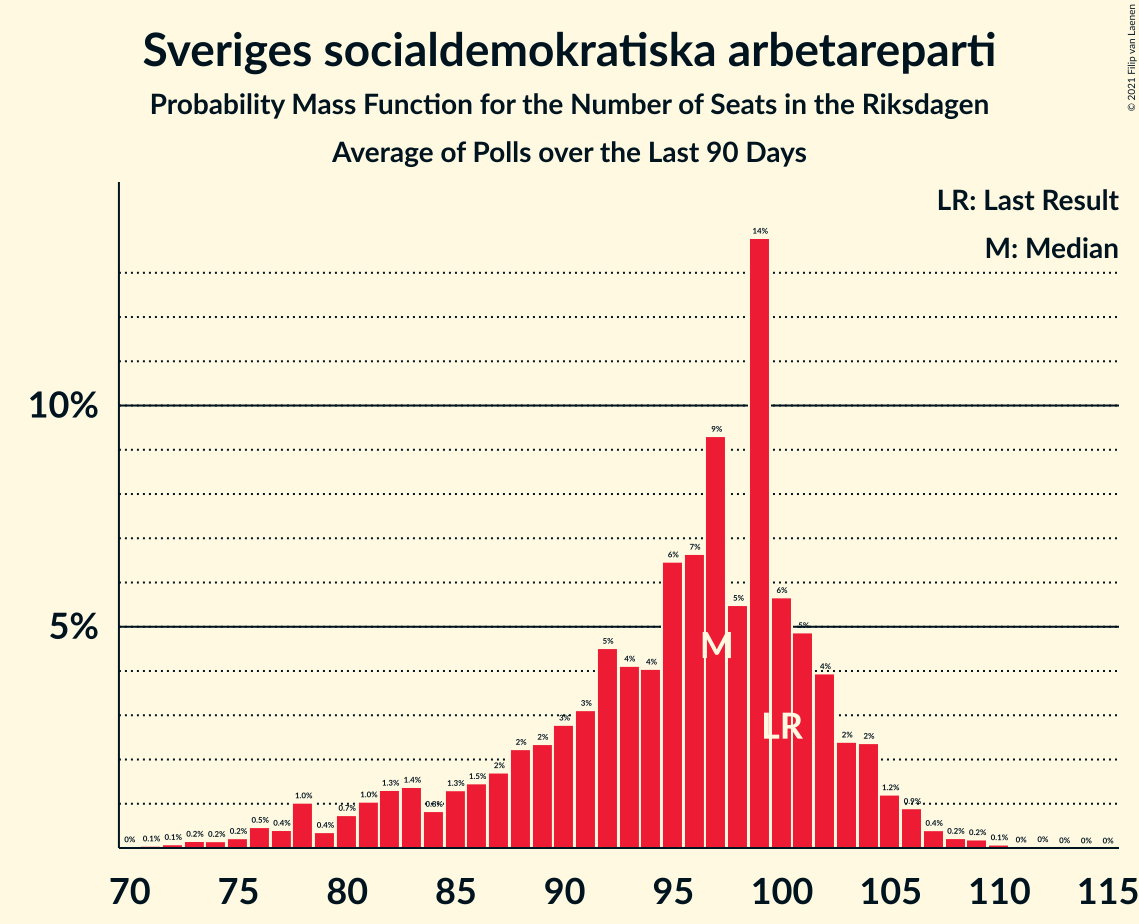 Sveriges socialdemokratiska arbetareparti
Probability Mass Function for the Number of Seats in the Riksdagen
Average of Polls over the Last 90 Days
© 2021 Filip van Laenen
LR: Last Result
M: Median
10%
5%
0% 0.1% 0.1% 0.2% 0.2% 0.2% 0.5% 0.4% 1.0% 0.4% 0.7% 1.0% 1.3% 1.4% 0.8% 1.3% 1.5% 2% 2% 2% 3% 3% 5% 4% 4% 6% 7% 9% 5% 14% 6% 5% 4% 2% 2% 1.2% 0.9% 0.4% 0.2% 0.2% 0.1% 0% 0% 0% 0% 0%
M
LR
70 75 80 85 90 95 100 105 110 115